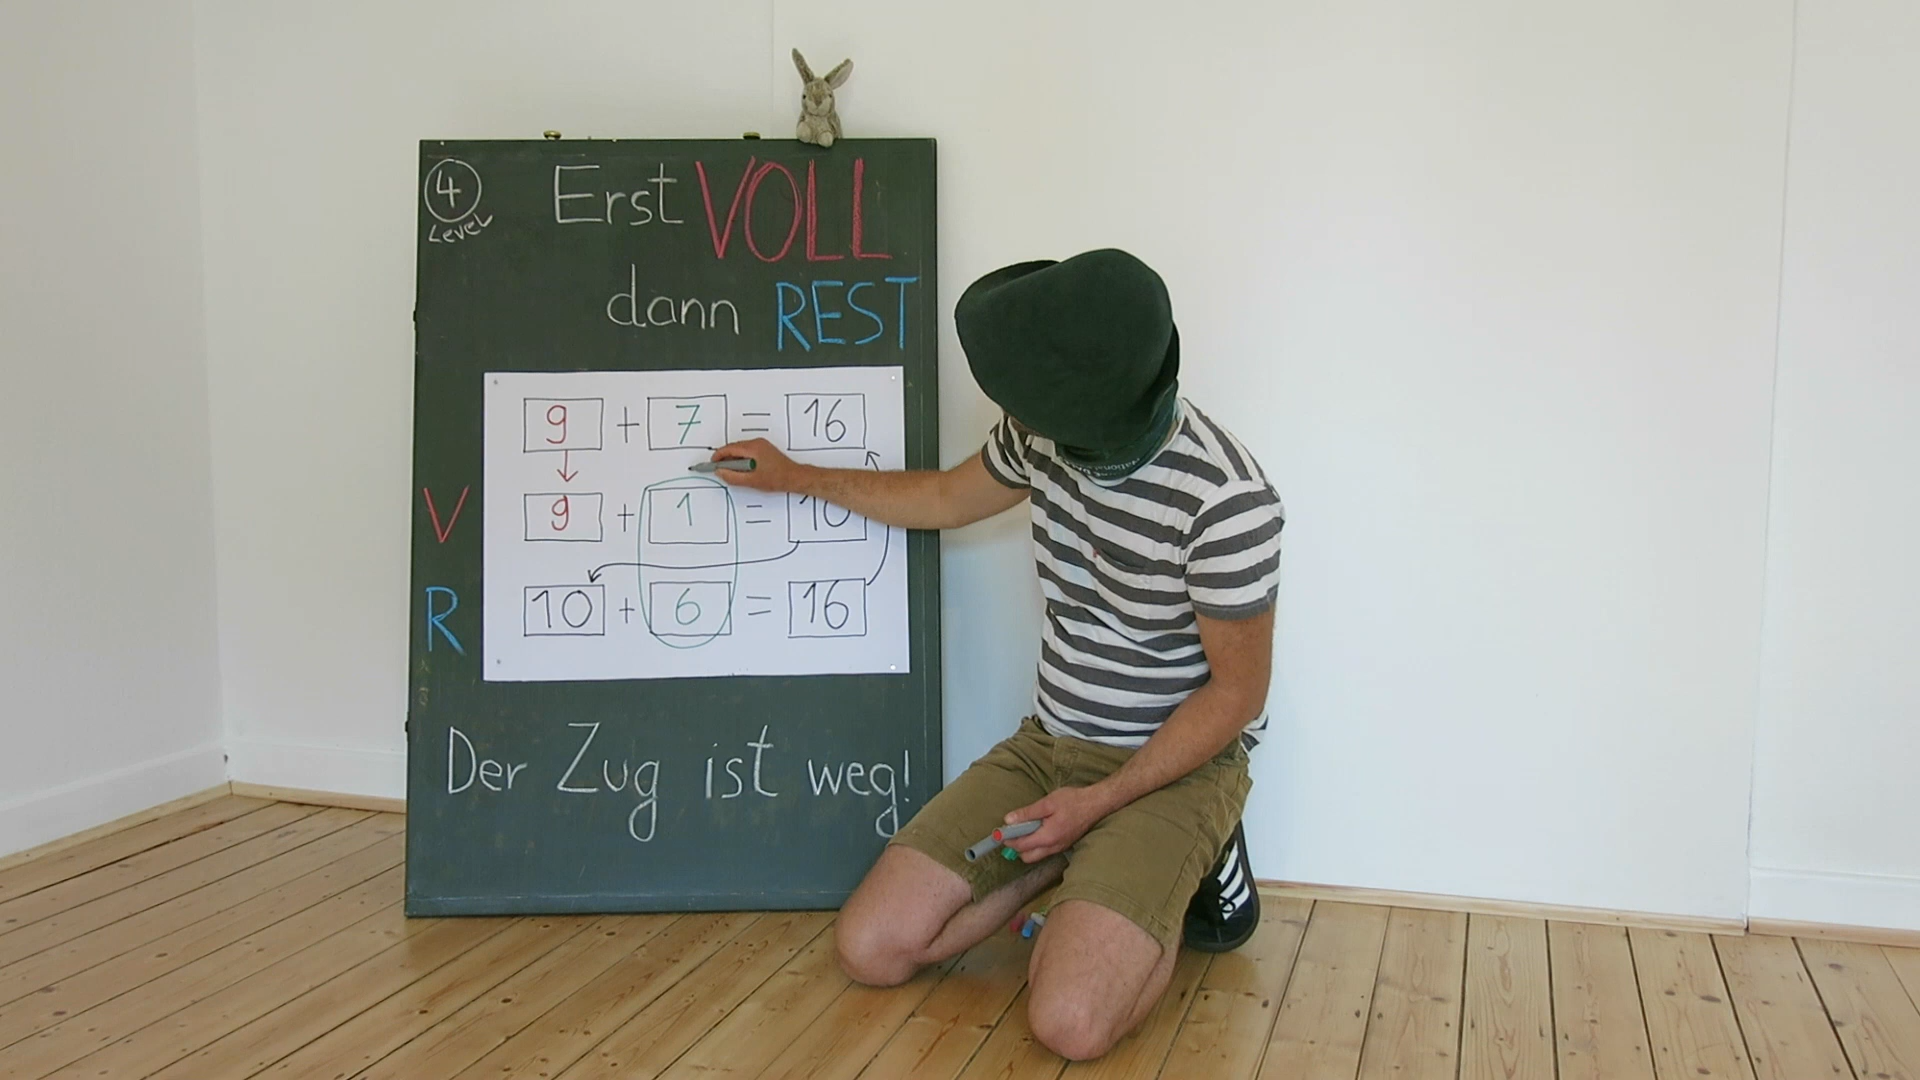 4
Level
Erst VOLL
dann REST
9 + 7 = 16
V 9 + 1 = 10
R 10 + 6 = 16
Der Zug ist weg!